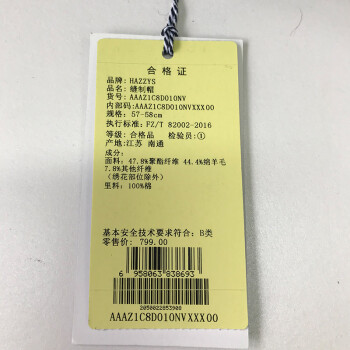 合格证
品牌: HAZZYS
品名: 缝制帽
货号: AAAZ1C8D010NV
内部码:AAAZ1C8D010NVXXX00
规格: 57-58cm
执行标准:FZ/T 82002-2016
等级: 合格品 检验员:①
产地:江苏 南通
成分:
面料: 47.8%聚酯纤维 44.4%绵羊毛
7.8%其他纤维
(绣花部位除外)
里料: 100%棉
基本安全技术要求符合: B类
零售价: 799.00
6 958063 838693
2050022853900
AAAZ1C8D010NVXXX00